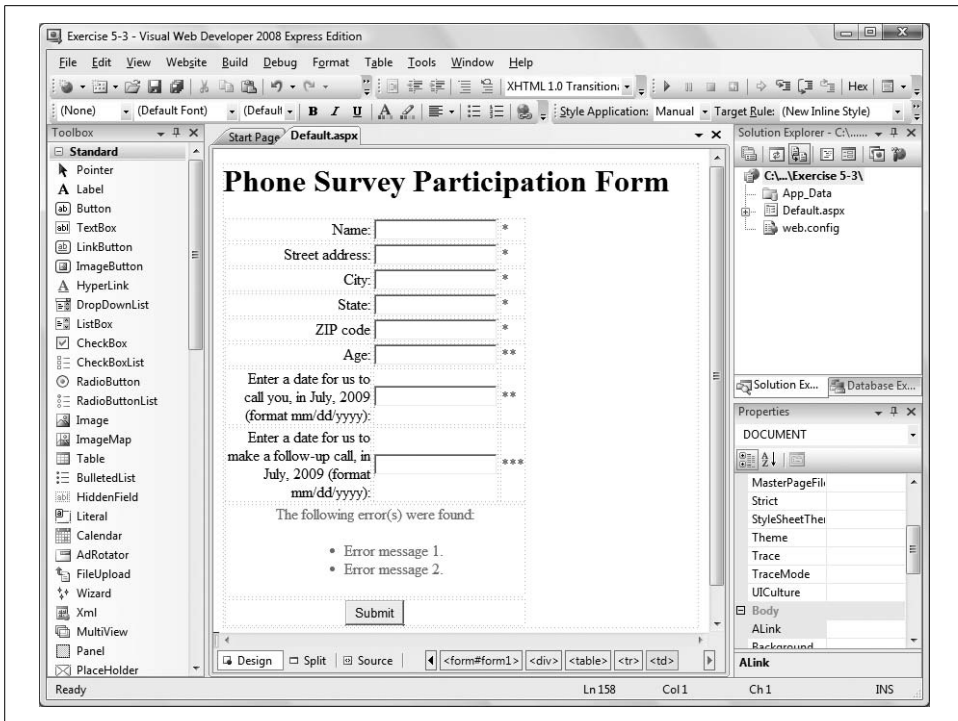 Exercise 5-3 - Visual Web Developer 2008 Express Edition
File Edit View Website Build Debug Format Table Tools Window Help
XHTML 1.0 Transition Hex
(None) (Default Font) (Default B I U A Style Application: Manual Target Rule: (New Inline Style)
Toolbox
Standard
Pointer
A Label
ab Button
abl TextBox
ab LinkButton
ImageButton
A HyperLink
DropDownList
ListBox
CheckBox
CheckBoxList
RadioButton
RadioButtonList
Image
ImageMap
Table
BulletedList
abl HiddenField
Literal
Calendar
AdRotator
FileUpload
Wizard
Xml
MultiView
Panel
PlaceHolder
Start Page Default.aspx
Phone Survey Participation Form
Name: *
Street address: *
City: *
State: *
ZIP code *
Age: **
Enter a date for us to
call you, in July, 2009 **
(format mm/dd/yyyy):
Enter a date for us to
make a follow-up call, in
July, 2009 (format ***
mm/dd/yyyy):
The following error(s) were found:
• Error message 1.
• Error message 2.
Submit
Design Split Source <form#form1> <div> <table> <tr> <td>
Solution Explorer - C:\......
C:\...\Exercise 5-3\
App_Data
Default.aspx
web.config
Solution Ex... Database Ex...
Properties
DOCUMENT
MasterPageFil
Strict
StyleSheetThe
Theme
Trace
TraceMode
UICulture
Body
ALink
Background
ALink
Ready Ln 158 Col 1 Ch 1 INS